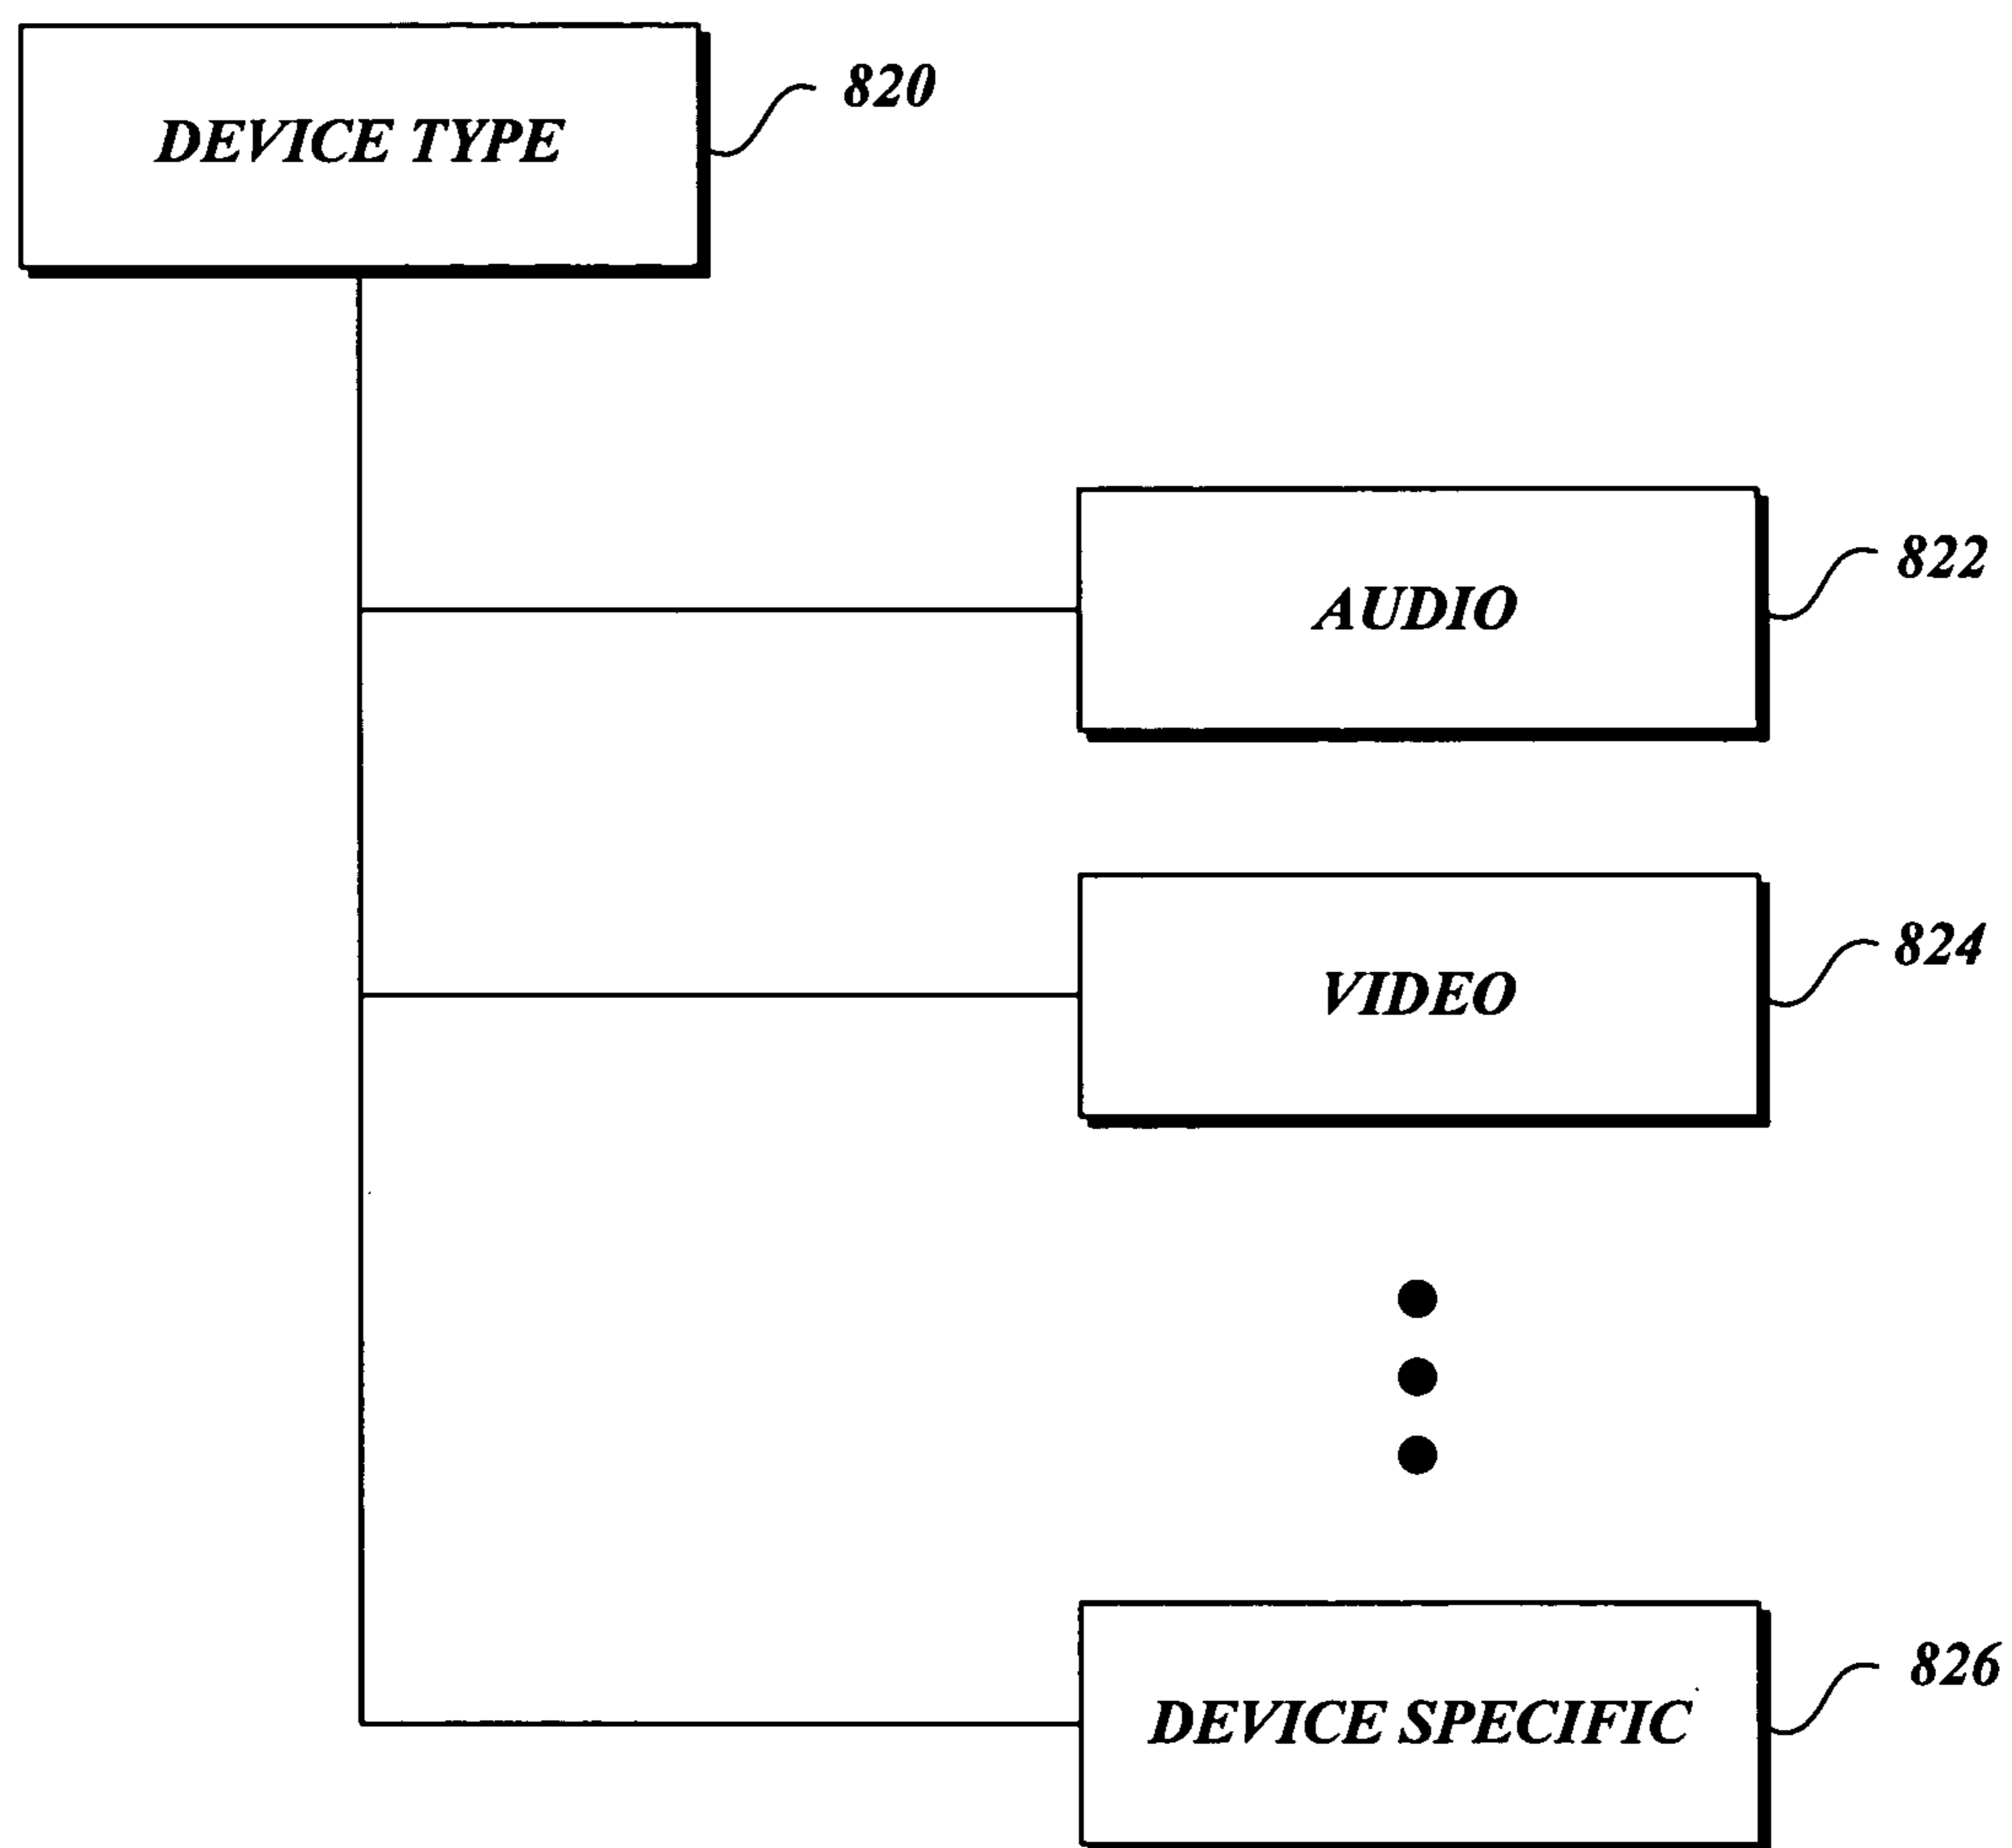 DEVICE TYPE
820
AUDIO
822
VIDEO
824
DEVICE SPECIFIC
826